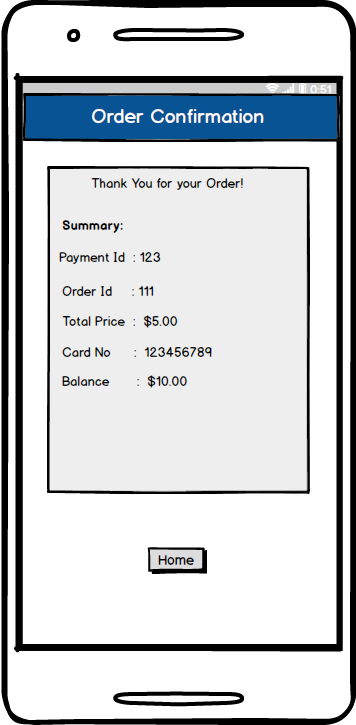 0:51
Order Confirmation
Thank You for your Order!
Summary:
Payment Id : 123
Order Id : 111
Total Price : $5.00
Card No : 123456789
Balance : $10.00
Home